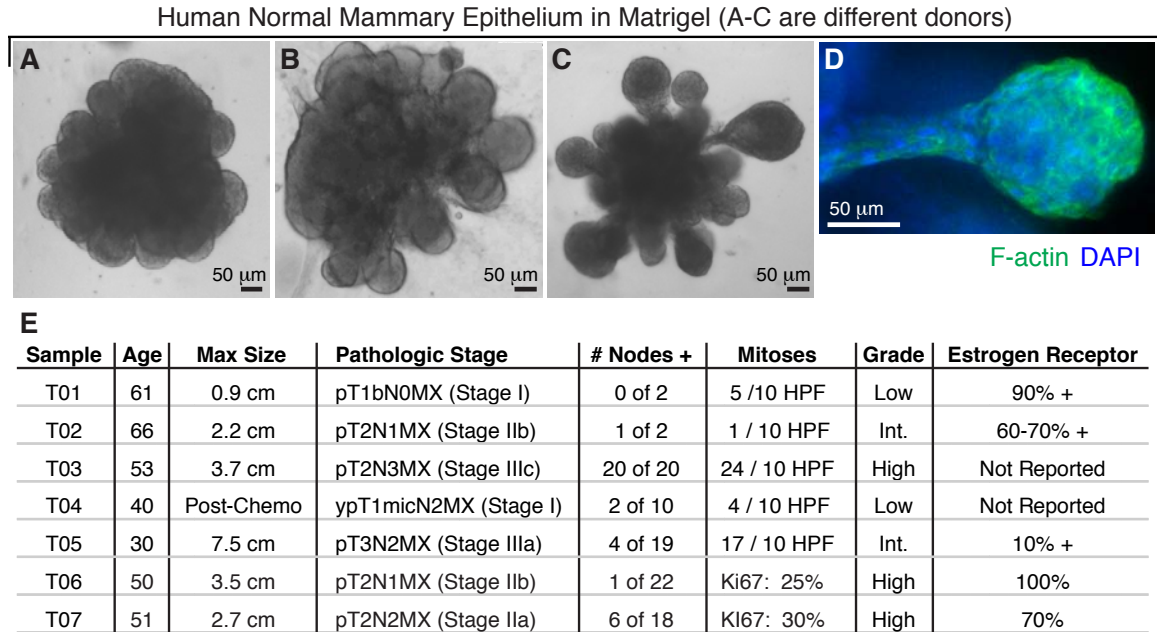 Human Normal Mammary Epithelium in Matrigel (A-C are different donors)
A B C D
50 μm 50 μm 50 μm 50 μm
F-actin DAPI
E
Sample Age Max Size Pathologic Stage # Nodes + Mitoses Grade Estrogen Receptor
T01 61 0.9 cm pT1bN0MX (Stage I) 0 of 2 5 /10 HPF Low 90% +
T02 66 2.2 cm pT2N1MX (Stage IIb) 1 of 2 1 / 10 HPF Int. 60-70% +
T03 53 3.7 cm pT2N3MX (Stage IIIc) 20 of 20 24 / 10 HPF High Not Reported
T04 40 Post-Chemo ypT1micN2MX (Stage I) 2 of 10 4 / 10 HPF Low Not Reported
T05 30 7.5 cm pT3N2MX (Stage IIIa) 4 of 19 17 / 10 HPF Int. 10% +
T06 50 3.5 cm pT2N1MX (Stage IIb) 1 of 22 Ki67: 25% High 100%
T07 51 2.7 cm pT2N2MX (Stage IIa) 6 of 18 KI67: 30% High 70%